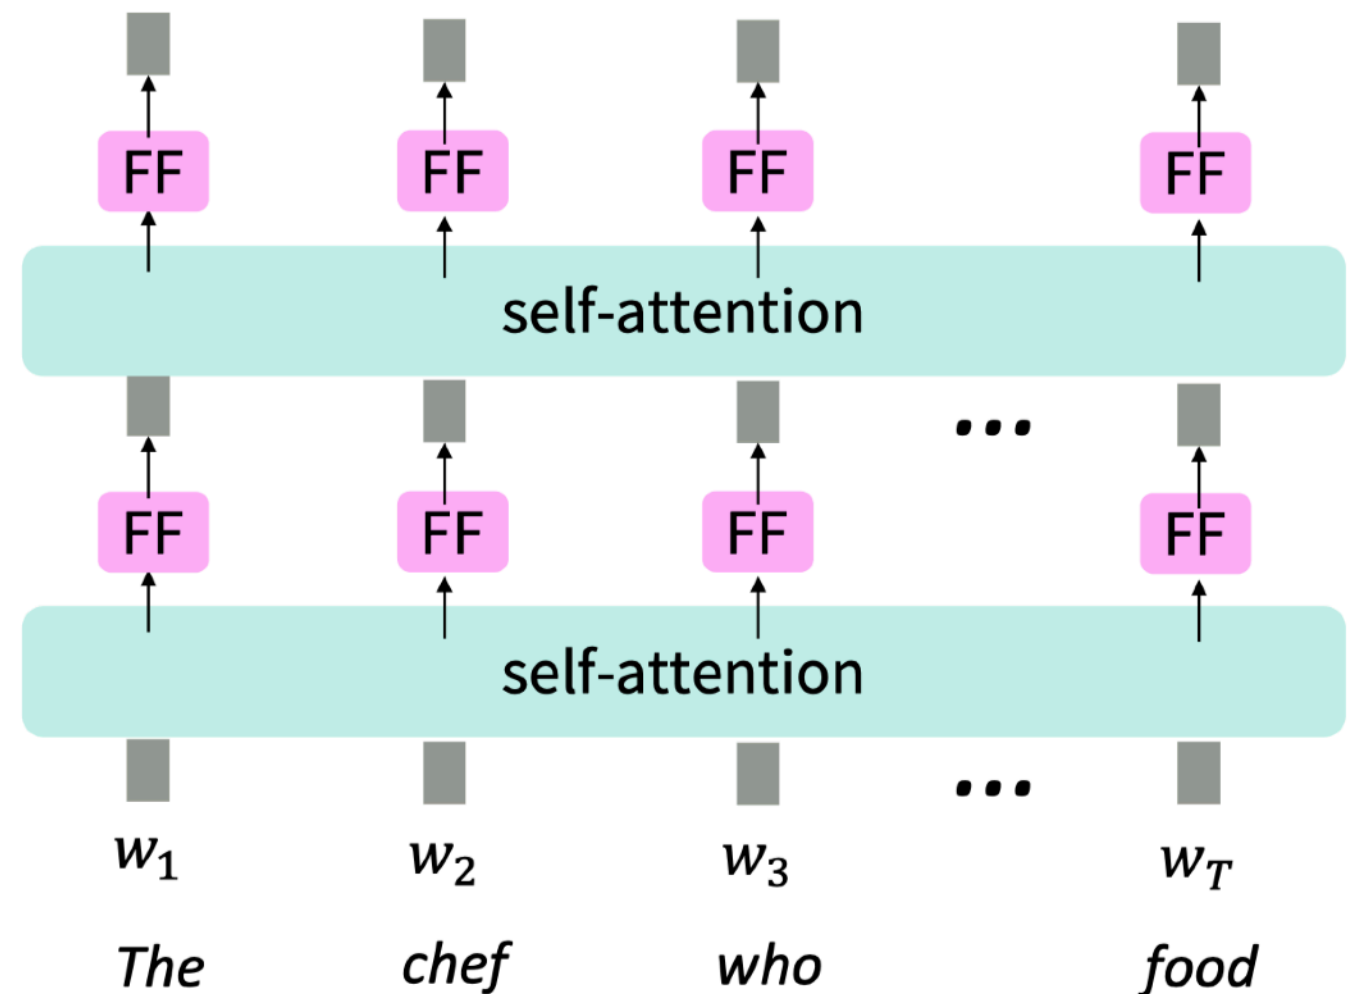 FF FF FF FF
self-attention
...
FF FF FF FF
self-attention
...
w₁ w₂ w₃ w_T
The chef who food